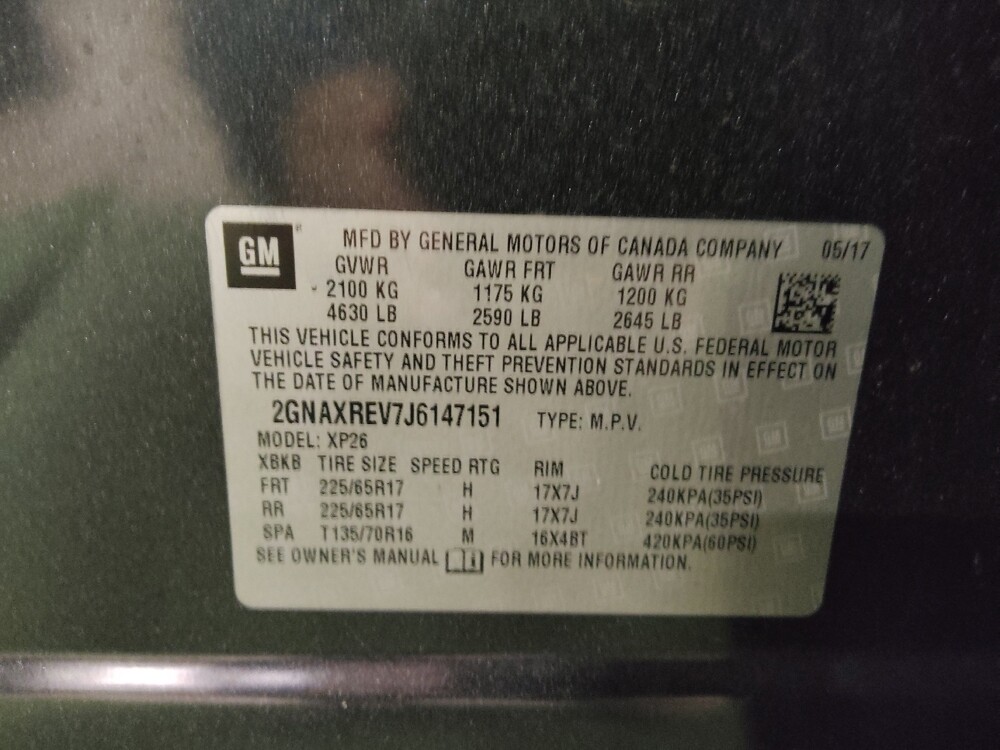 GM
MFD BY GENERAL MOTORS OF CANADA COMPANY 05/17
GVWR GAWR FRT GAWR RR
2100 KG 1175 KG 1200 KG
4630 LB 2590 LB 2645 LB
THIS VEHICLE CONFORMS TO ALL APPLICABLE U.S. FEDERAL MOTOR
VEHICLE SAFETY AND THEFT PREVENTION STANDARDS IN EFFECT ON
THE DATE OF MANUFACTURE SHOWN ABOVE.
2GNAXREV7J6147151 TYPE: M.P.V.
MODEL: XP26
XBKB TIRE SIZE SPEED RTG RIM COLD TIRE PRESSURE
FRT 225/65R17 H 17X7J 240KPA(35PSI)
RR 225/65R17 H 17X7J 240KPA(35PSI)
SPA T135/70R16 M 16X4BT 420KPA(60PSI)
SEE OWNER'S MANUAL FOR MORE INFORMATION.